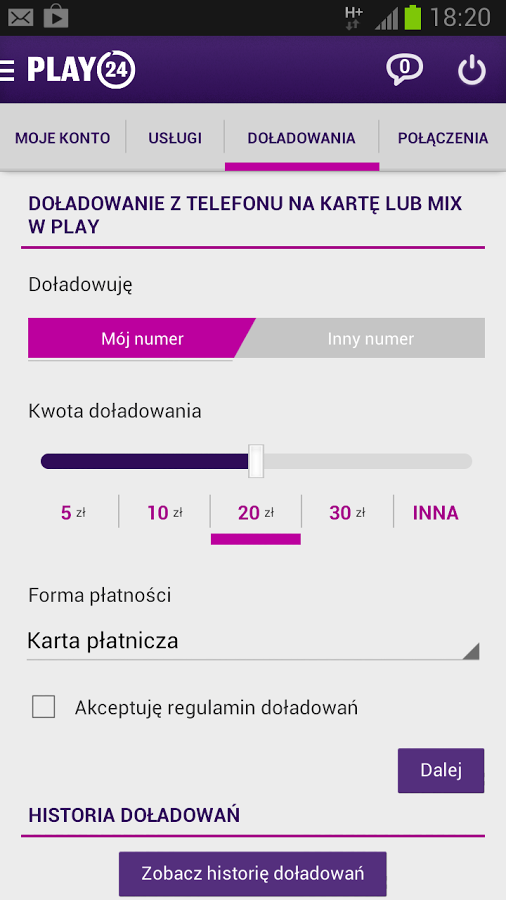 H+ 18:20
PLAY 24 0
MOJE KONTO USŁUGI DOŁADOWANIA POŁĄCZENIA
DOŁADOWANIE Z TELEFONU NA KARTĘ LUB MIX
W PLAY
Doładowuję
Mój numer Inny numer
Kwota doładowania
5 zł 10 zł 20 zł 30 zł INNA
Forma płatności
Karta płatnicza
Akceptuję regulamin doładowań
Dalej
HISTORIA DOŁADOWAŃ
Zobacz historię doładowań